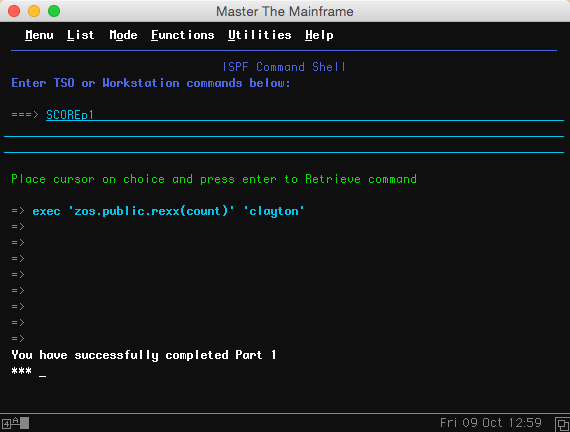 Master The Mainframe
Menu List Mode Functions Utilities Help
ISPF Command Shell
Enter TSO or Workstation commands below:
===> SCOREp1
Place cursor on choice and press enter to Retrieve command
=> exec 'zos.public.rexx(count)' 'clayton'
=>
=>
=>
=>
=>
=>
=>
=>
You have successfully completed Part 1
*** _
4 A Fri 09 Oct 12:59